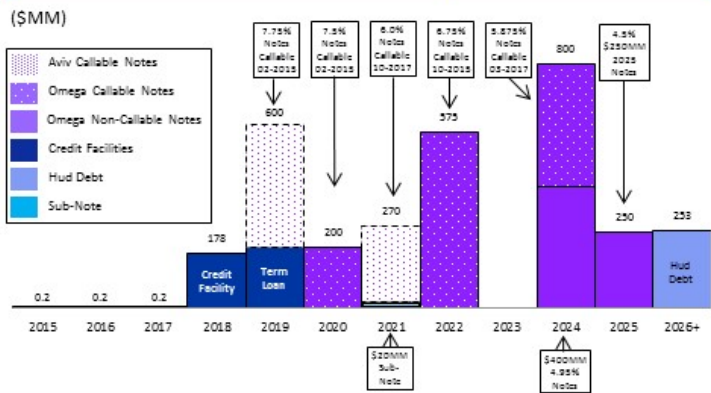 ($MM)
Aviv Callable Notes
Omega Callable Notes
Omega Non-Callable Notes
Credit Facilities
Hud Debt
Sub-Note
7.75%
Notes
Callable
02-2015
7.5%
Notes
Callable
02-2015
6.0%
Notes
Callable
10-2017
6.75%
Notes
Callable
10-2015
5.875%
Notes
Callable
03-2017
4.5%
$250MM
2025
Notes
0.2
0.2
0.2
178
600
200
270
575
800
250
253
Credit
Facility
Term
Loan
Hud
Debt
2015
2016
2017
2018
2019
2020
2021
2022
2023
2024
2025
2026+
$20MM
Sub-
Note
$400MM
4.95%
Notes